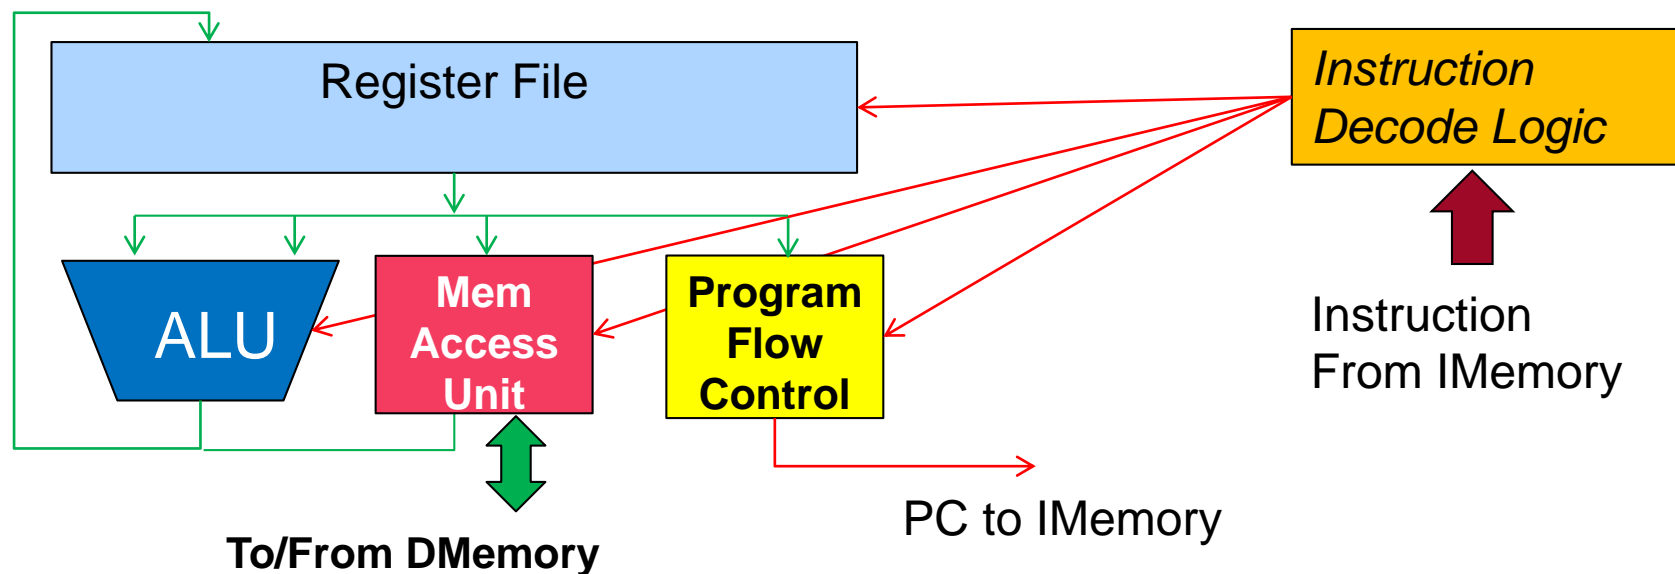 Register File
Instruction
Decode Logic
ALU
Mem
Access
Unit
Program
Flow
Control
Instruction
From IMemory
PC to IMemory
To/From DMemory